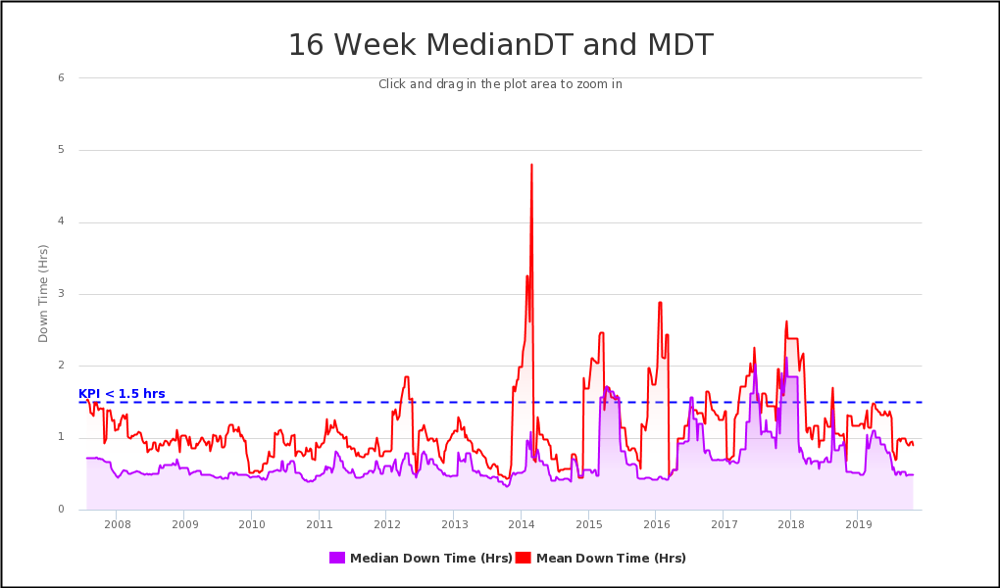 16 Week MedianDT and MDT
Click and drag in the plot area to zoom in
Down Time (Hrs)
6
5
4
3
2
1
0
KPI < 1.5 hrs
2008 2009 2010 2011 2012 2013 2014 2015 2016 2017 2018 2019
Median Down Time (Hrs) Mean Down Time (Hrs)